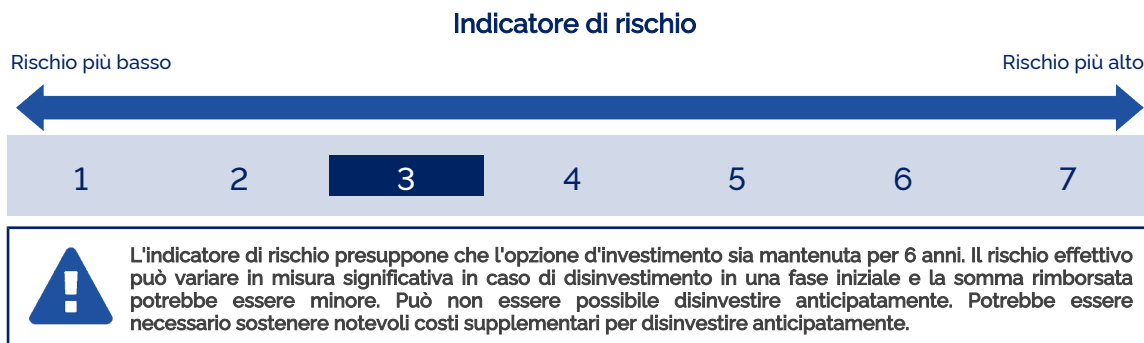 Indicatore di rischio
Rischio più basso
Rischio più alto
1 2 3 4 5 6 7
L'indicatore di rischio presuppone che l'opzione d'investimento sia mantenuta per 6 anni. Il rischio effettivo
può variare in misura significativa in caso di disinvestimento in una fase iniziale e la somma rimborsata
potrebbe essere minore. Può non essere possibile disinvestire anticipatamente. Potrebbe essere
necessario sostenere notevoli costi supplementari per disinvestire anticipatamente.